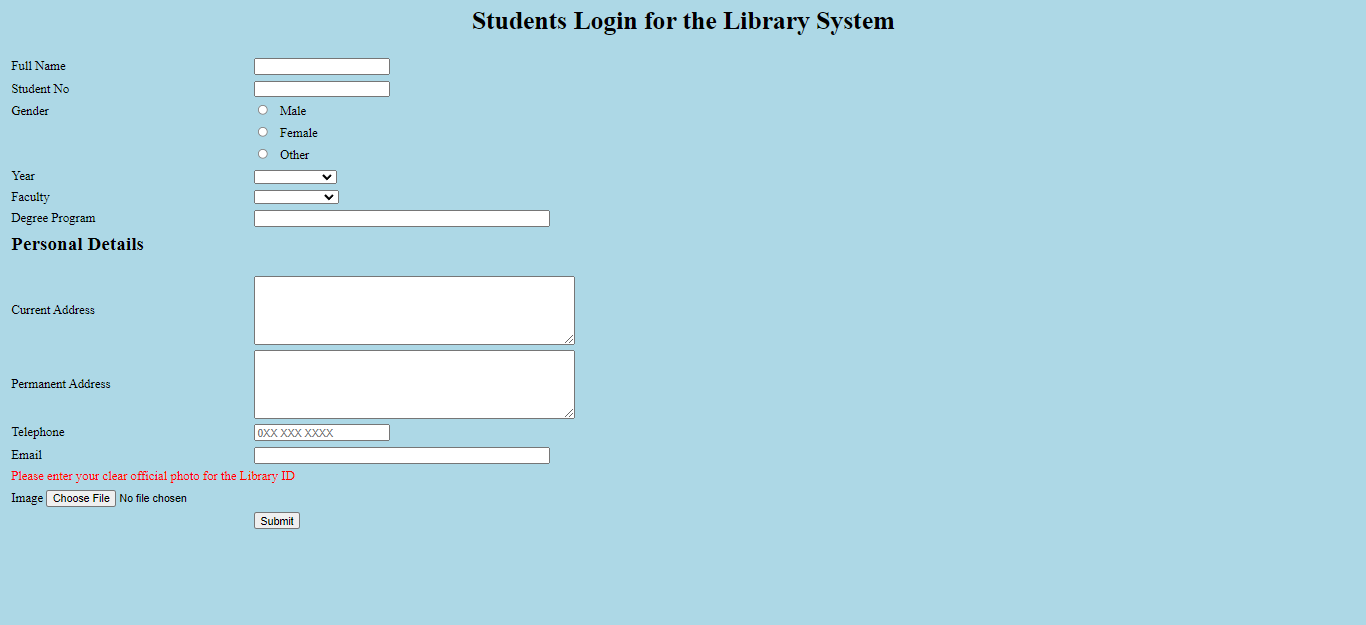 Students Login for the Library System
Full Name
Student No
Gender Male
Female
Other
Year
Faculty
Degree Program
Personal Details
Current Address
Permanent Address
Telephone 0XX XXX XXXX
Email
Please enter your clear official photo for the Library ID
Image Choose File No file chosen
Submit